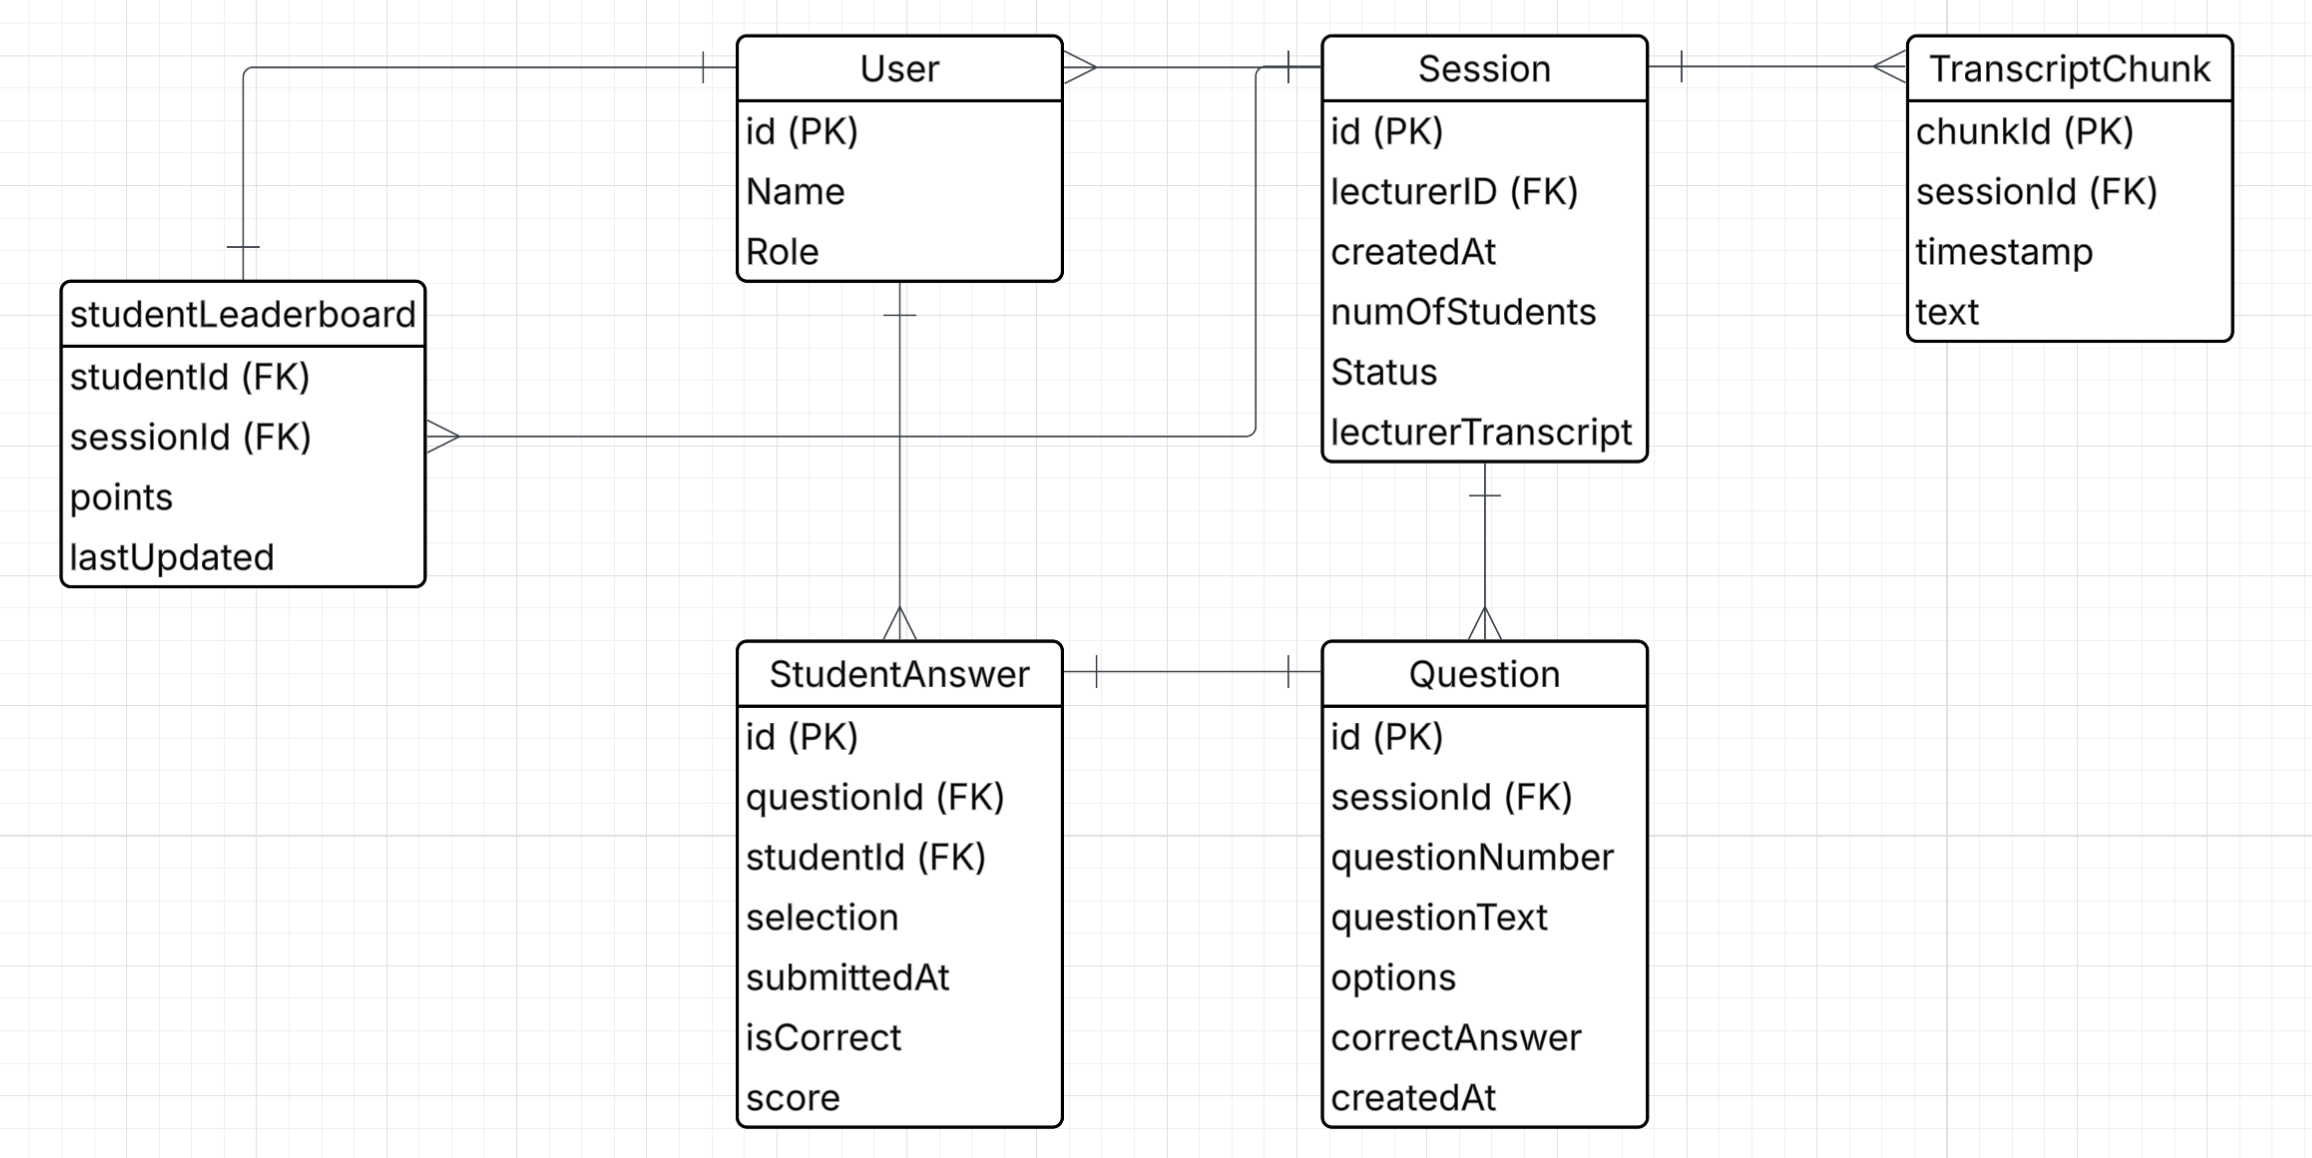 User
id (PK)
Name
Role
Session
id (PK)
lecturerID (FK)
createdAt
numOfStudents
Status
lecturerTranscript
TranscriptChunk
chunkId (PK)
sessionId (FK)
timestamp
text
studentLeaderboard
studentId (FK)
sessionId (FK)
points
lastUpdated
StudentAnswer
id (PK)
questionId (FK)
studentId (FK)
selection
submittedAt
isCorrect
score
Question
id (PK)
sessionId (FK)
questionNumber
questionText
options
correctAnswer
createdAt